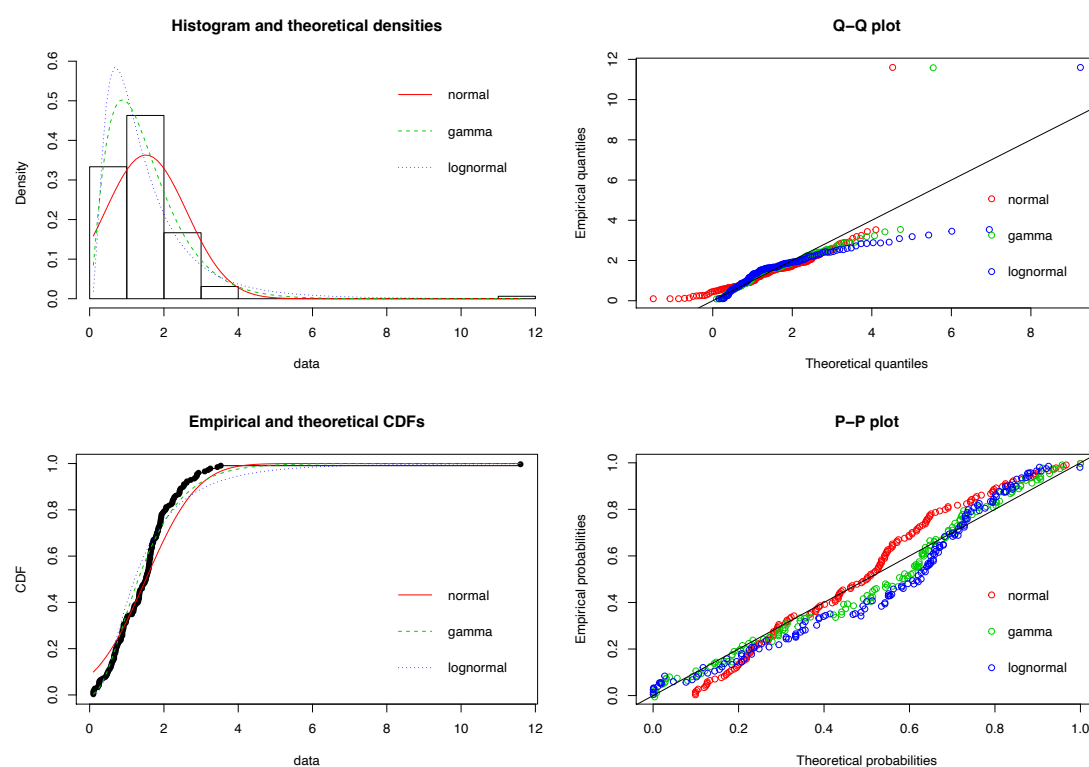 Histogram and theoretical densities
Density
0.0 0.1 0.2 0.3 0.4 0.5 0.6
normal
gamma
lognormal
0 2 4 6 8 10 12
data
Q−Q plot
Empirical quantiles
0 2 4 6 8 10 12
normal
gamma
lognormal
0 2 4 6 8
Theoretical quantiles
Empirical and theoretical CDFs
CDF
0.0 0.2 0.4 0.6 0.8 1.0
normal
gamma
lognormal
0 2 4 6 8 10 12
data
P−P plot
Empirical probabilities
0.0 0.2 0.4 0.6 0.8 1.0
normal
gamma
lognormal
0.0 0.2 0.4 0.6 0.8 1.0
Theoretical probabilities